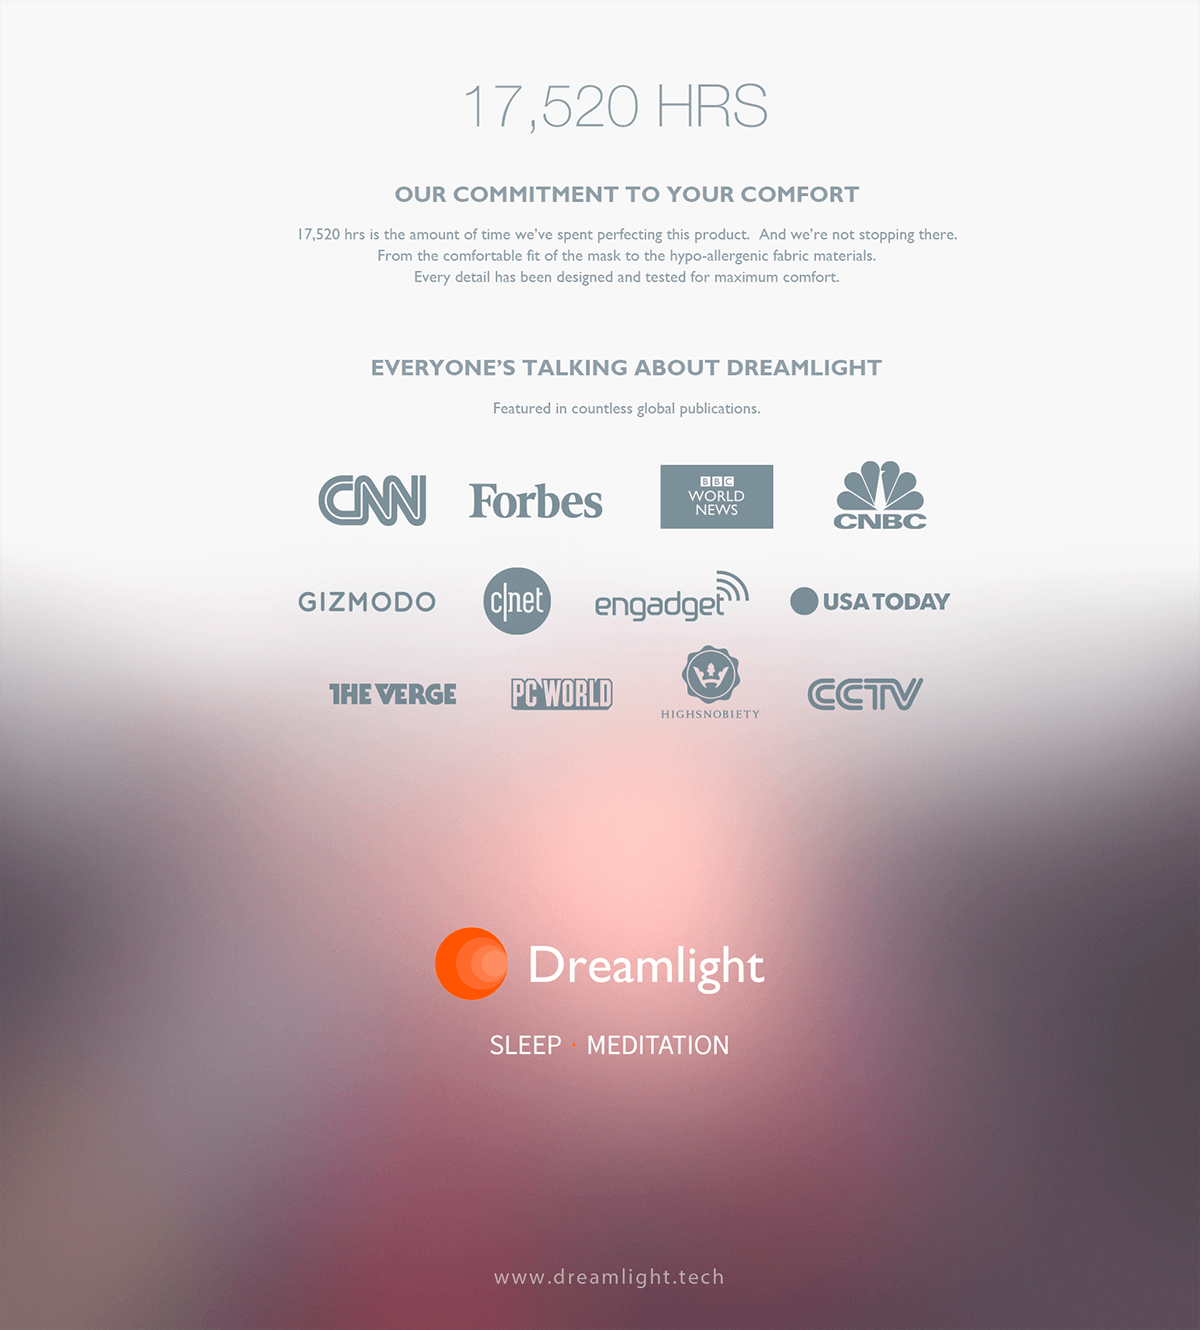 17,520 HRS
OUR COMMITMENT TO YOUR COMFORT
17,520 hrs is the amount of time we've spent perfecting this product.  And we're not stopping there.
From the comfortable fit of the mask to the hypo-allergenic fabric materials.
Every detail has been designed and tested for maximum comfort.
EVERYONE'S TALKING ABOUT DREAMLIGHT
Featured in countless global publications.
CNN Forbes BBC WORLD NEWS CNBC
GIZMODO c|net engadget USA TODAY
THE VERGE PC WORLD HIGHSNOBIETY CCTV
Dreamlight
SLEEP · MEDITATION
www.dreamlight.tech